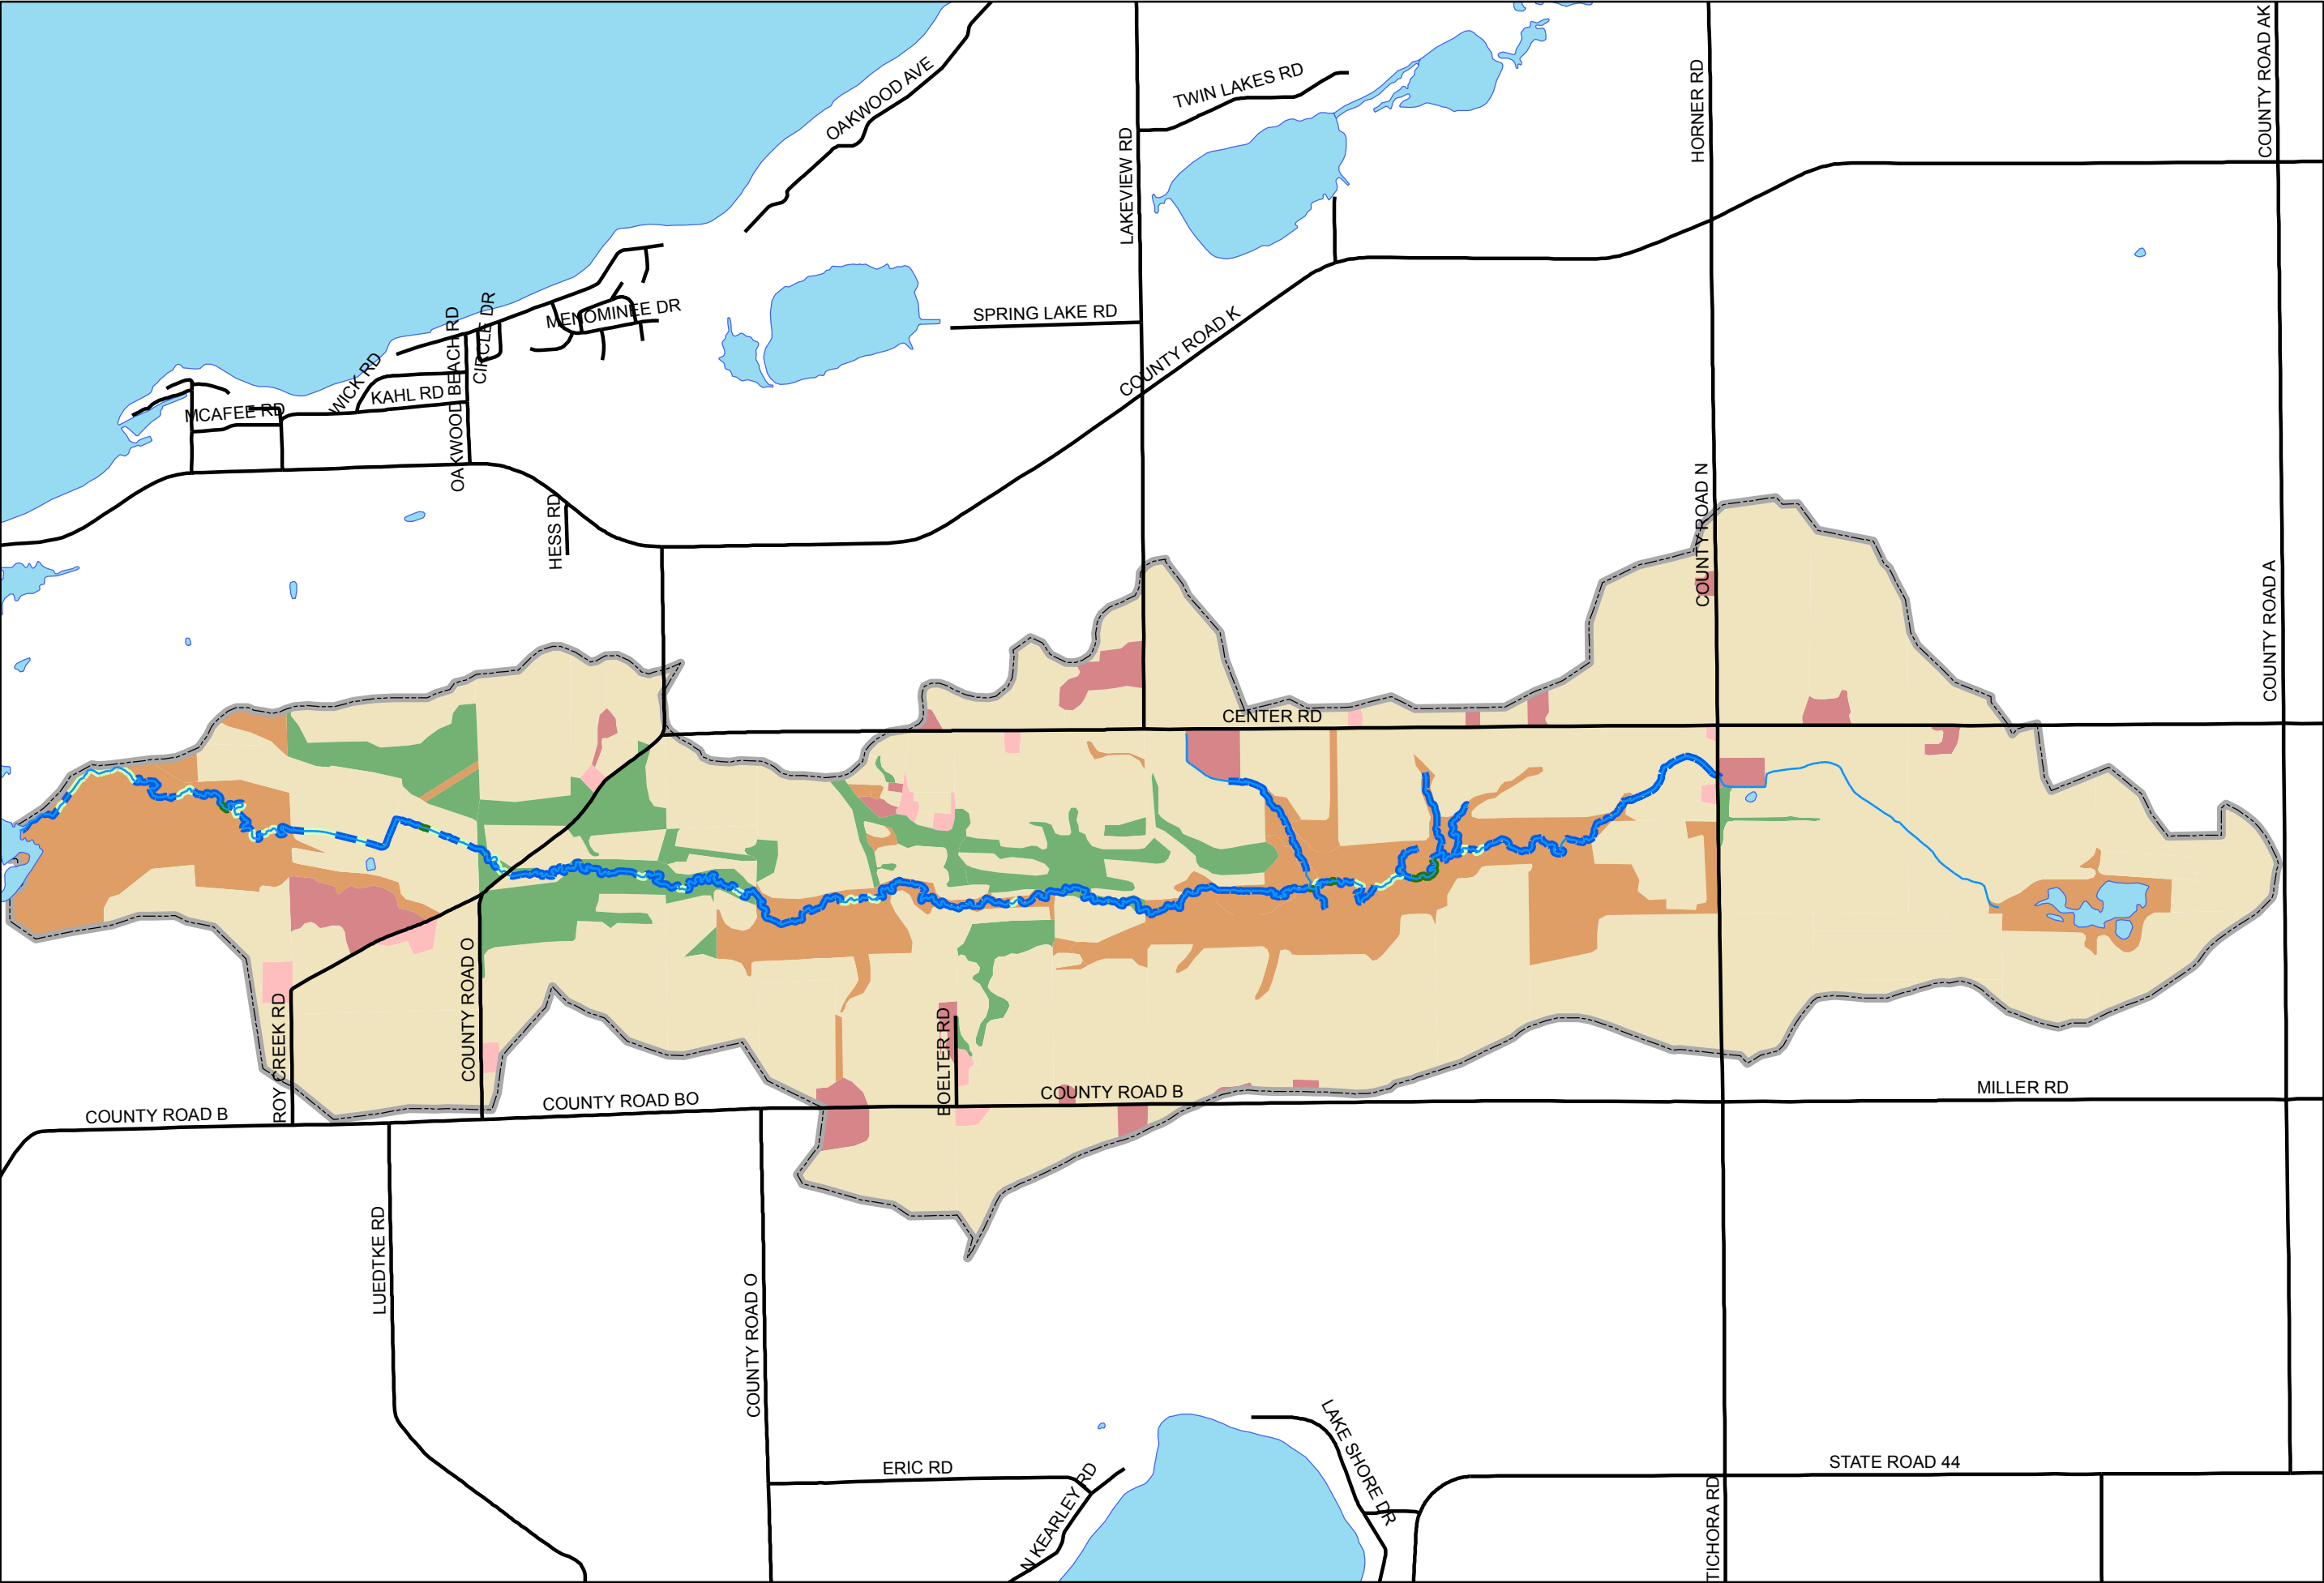 COUNTY ROAD AK
OAKWOOD AVE
TWIN LAKES RD
HORNER RD
LAKEVIEW RD
SPRING LAKE RD
COUNTY ROAD K
MENOMINEE DR
CIRCLE DR
OAKWOOD BEACH RD
WICK RD
KAHL RD
MCAFEE RD
HESS RD
COUNTY ROAD N
COUNTY ROAD A
CENTER RD
COUNTY ROAD O
ROY CREEK RD
BOELTER RD
COUNTY ROAD B
COUNTY ROAD BO
COUNTY ROAD B
MILLER RD
LUEDTKE RD
COUNTY ROAD O
ERIC RD
N KEARLEY RD
LAKE SHORE DR
STATE ROAD 44
TICHORA RD